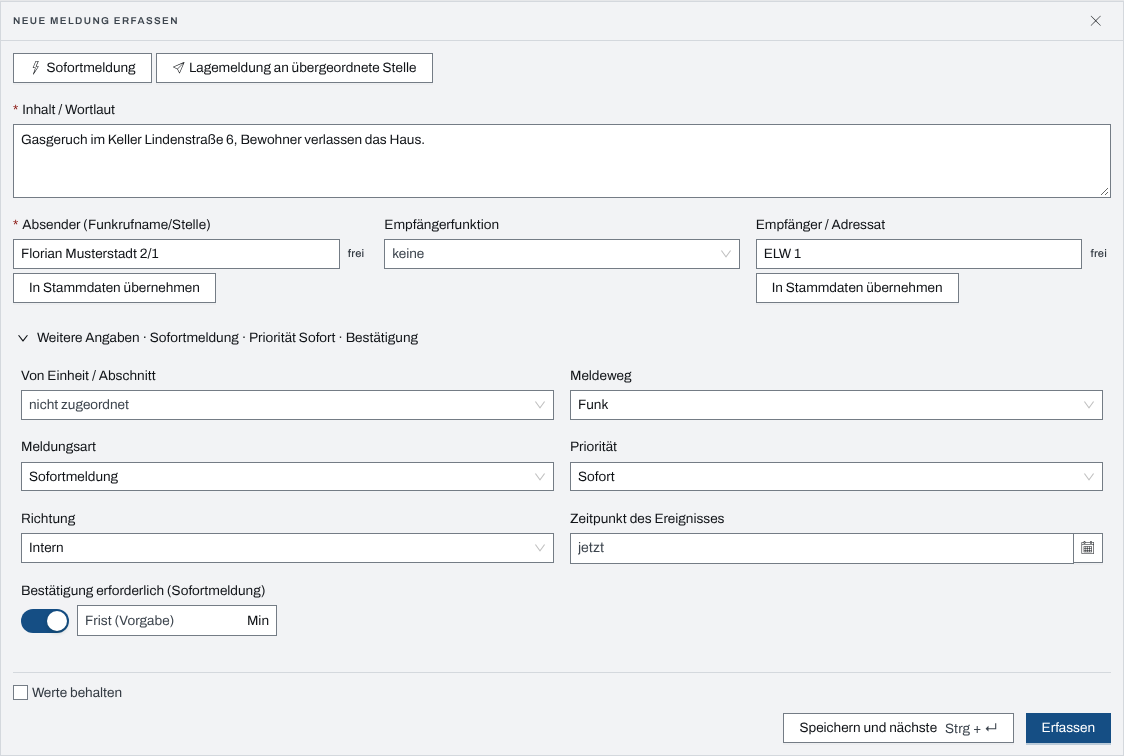 NEUE MELDUNG ERFASSEN
Sofortmeldung
Lagemeldung an übergeordnete Stelle
* Inhalt / Wortlaut
Gasgeruch im Keller Lindenstraße 6, Bewohner verlassen das Haus.
* Absender (Funkrufname/Stelle)
Empfängerfunktion
Empfänger / Adressat
Florian Musterstadt 2/1
frei
keine
ELW 1
frei
In Stammdaten übernehmen
In Stammdaten übernehmen
Weitere Angaben · Sofortmeldung · Priorität Sofort · Bestätigung
Von Einheit / Abschnitt
Meldeweg
nicht zugeordnet
Funk
Meldungsart
Priorität
Sofortmeldung
Sofort
Richtung
Zeitpunkt des Ereignisses
Intern
jetzt
Bestätigung erforderlich (Sofortmeldung)
Frist (Vorgabe)
Min
Werte behalten
Speichern und nächste Strg + ↵
Erfassen